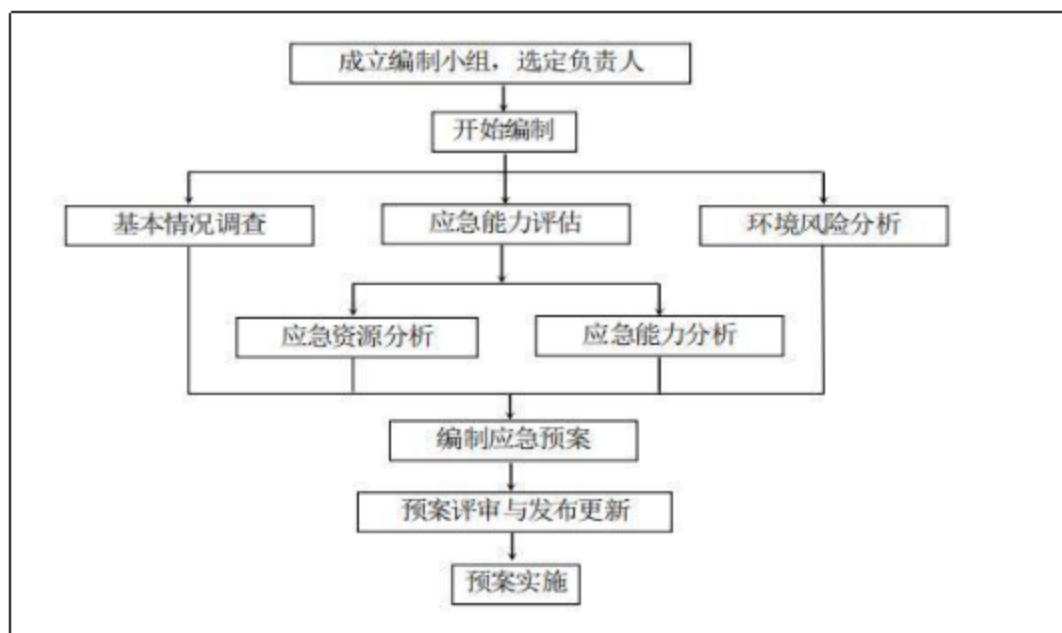 成立编制小组，选定负责人
开始编制
基本情况调查
应急能力评估
环境风险分析
应急资源分析
应急能力分析
编制应急预案
预案评审与发布更新
预案实施